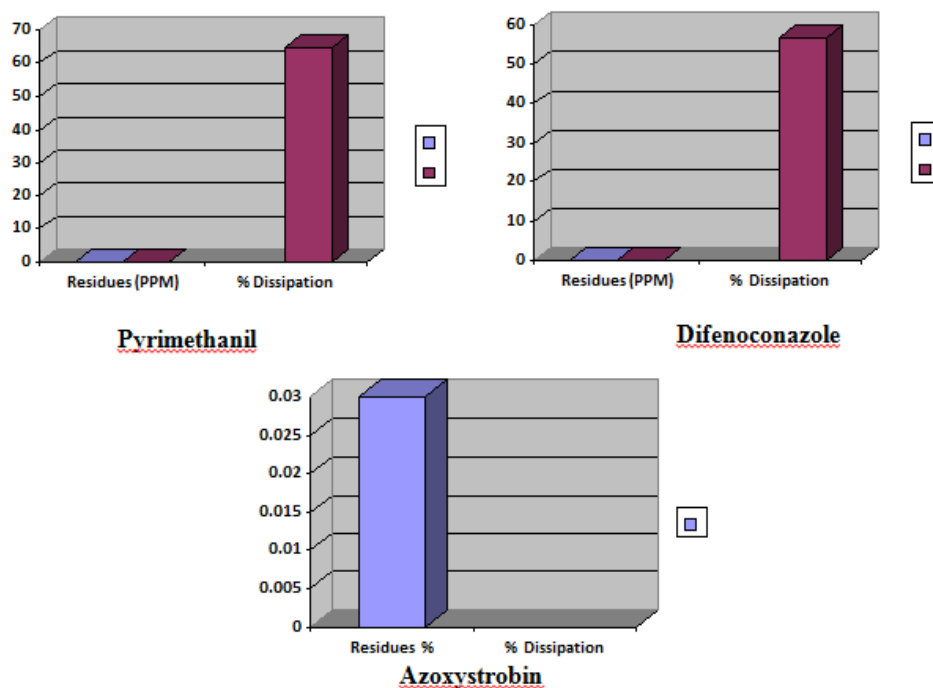 70
60
50
40
30
20
10
0
Residues (PPM)
% Dissipation
Pyrimethanil
60
50
40
30
20
10
0
Residues (PPM)
% Dissipation
Difenoconazole
0.03
0.025
0.02
0.015
0.01
0.005
0
Residues %
% Dissipation
Azoxystrobin